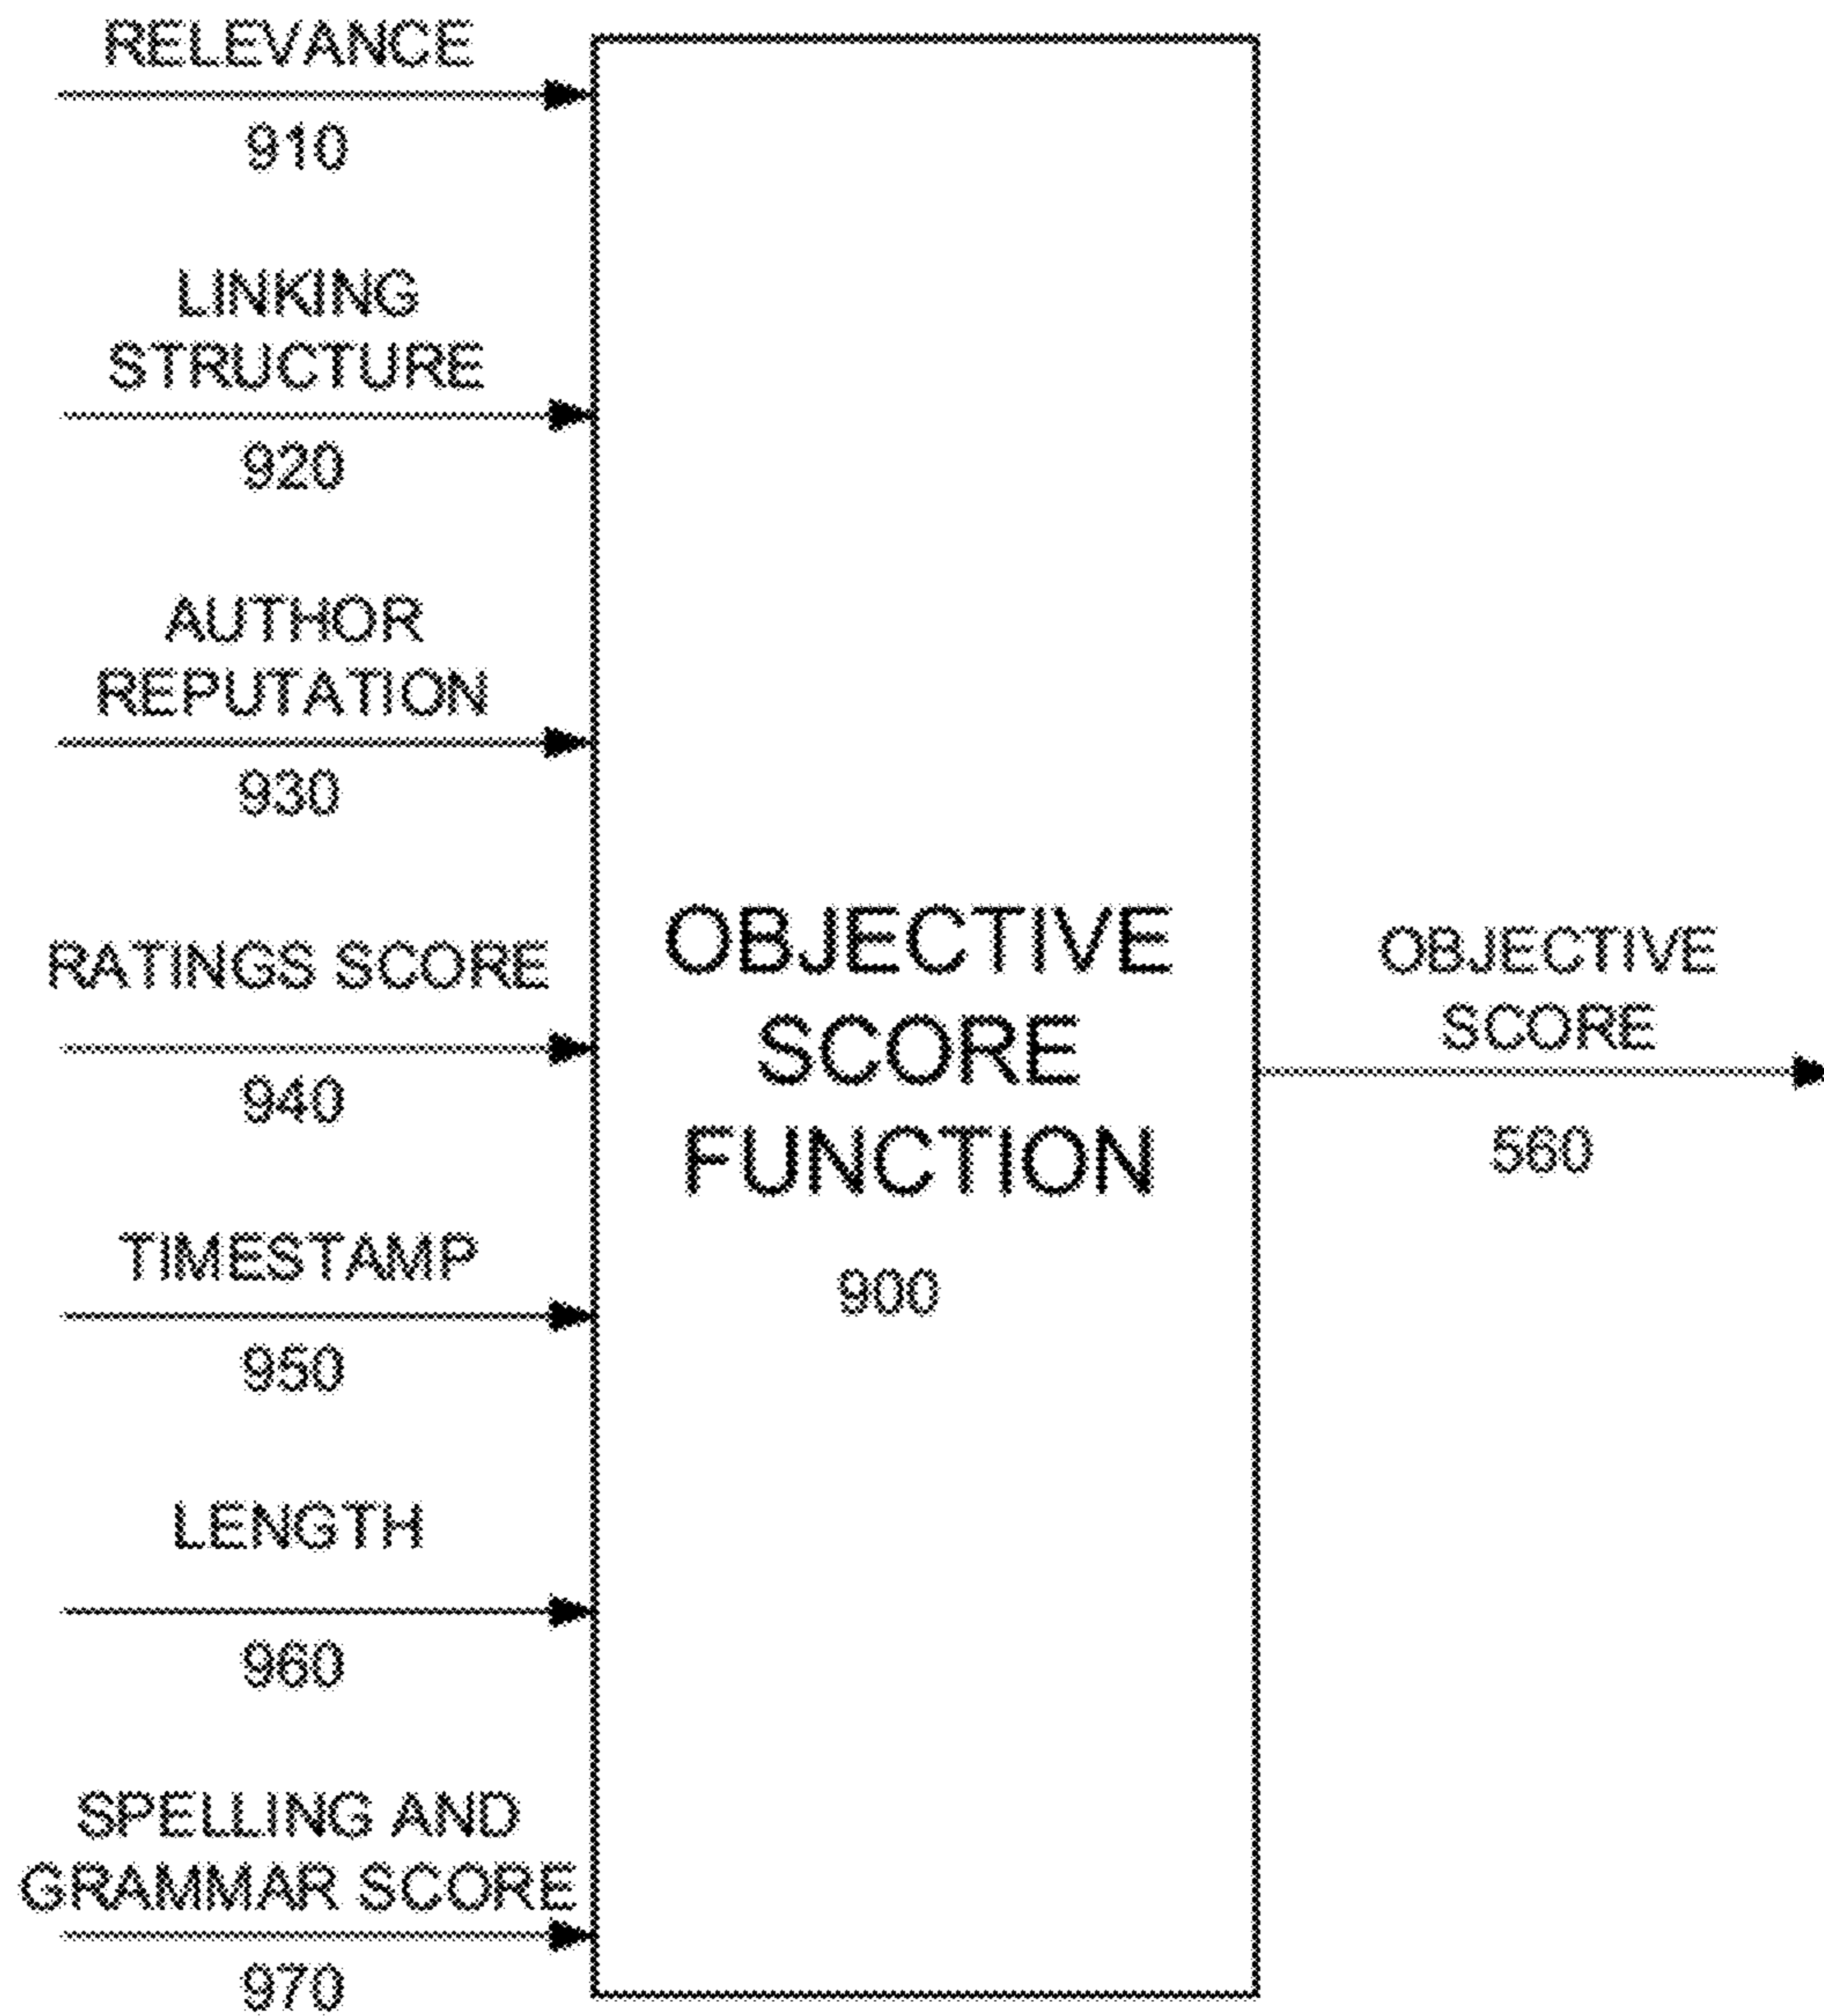 RELEVANCE
910
LINKING
STRUCTURE
920
AUTHOR
REPUTATION
930
RATINGS SCORE
940
TIMESTAMP
950
LENGTH
960
SPELLING AND
GRAMMAR SCORE
970
OBJECTIVE
SCORE
FUNCTION
900
OBJECTIVE
SCORE
560